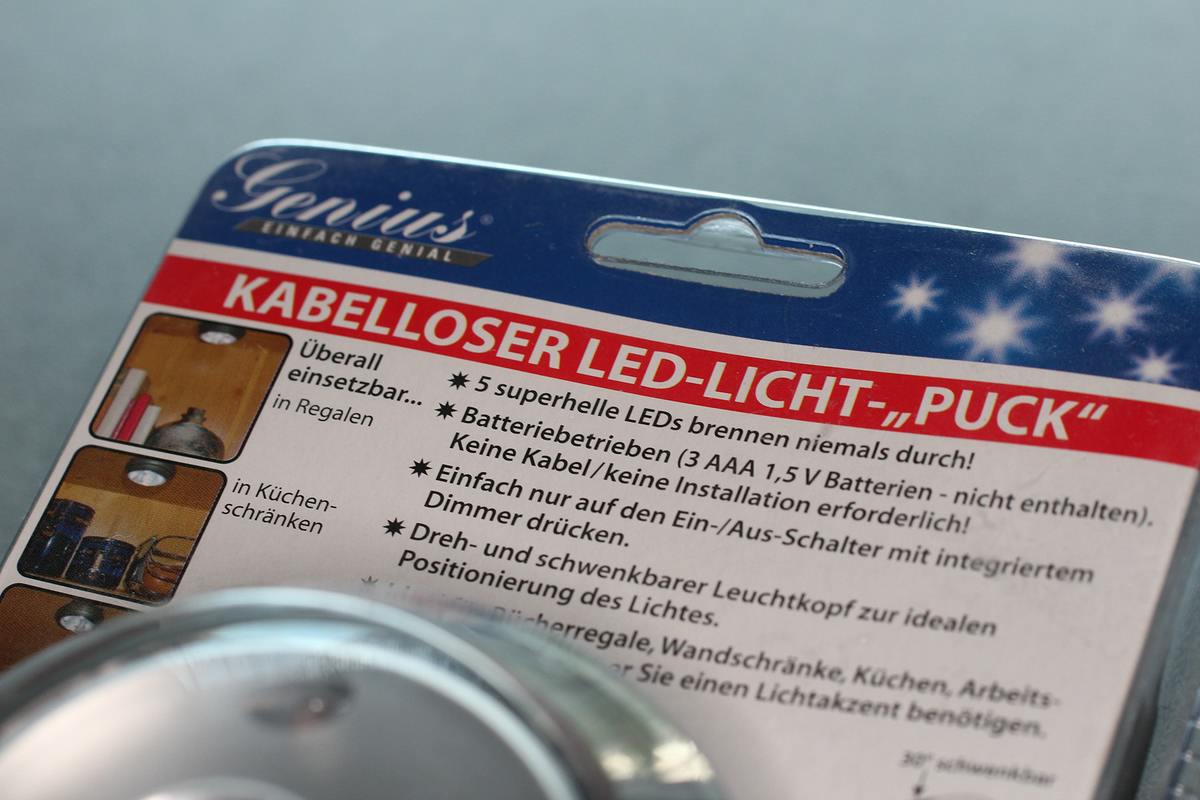 Genius®
EINFACH GENIAL
KABELLOSER LED-LICHT-„PUCK“
Überall
einsetzbar...
in Regalen
in Küchen-
schränken
5 superhelle LEDs brennen niemals durch!
Batteriebetrieben (3 AAA 1,5 V Batterien - nicht enthalten).
Keine Kabel/keine Installation erforderlich!
Einfach nur auf den Ein-/Aus-Schalter mit integriertem
Dimmer drücken.
Dreh- und schwenkbarer Leuchtkopf zur idealen
Positionierung des Lichtes.
Bücherregale, Wandschränke, Küchen, Arbeits-
Sie einen Lichtakzent benötigen.
30° schwenkbar